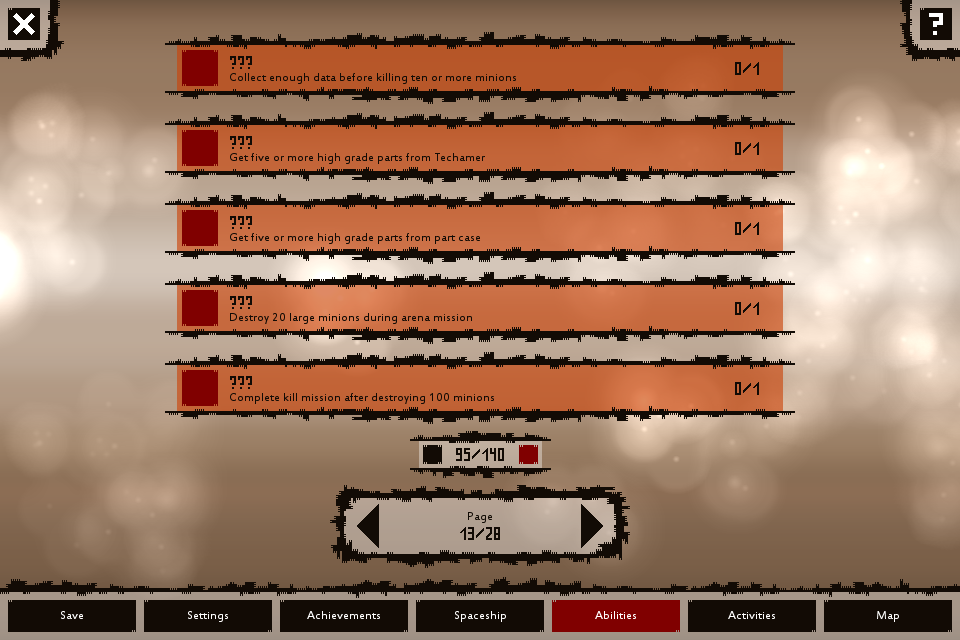 ?
???
Collect enough data before killing ten or more minions
0/1
???
Get five or more high grade parts from Techamer
0/1
???
Get five or more high grade parts from part case
0/1
???
Destroy 20 large minions during arena mission
0/1
???
Complete kill mission after destroying 100 minions
0/1
95/140
Page
13/28
Save
Settings
Achievements
Spaceship
Abilities
Activities
Map